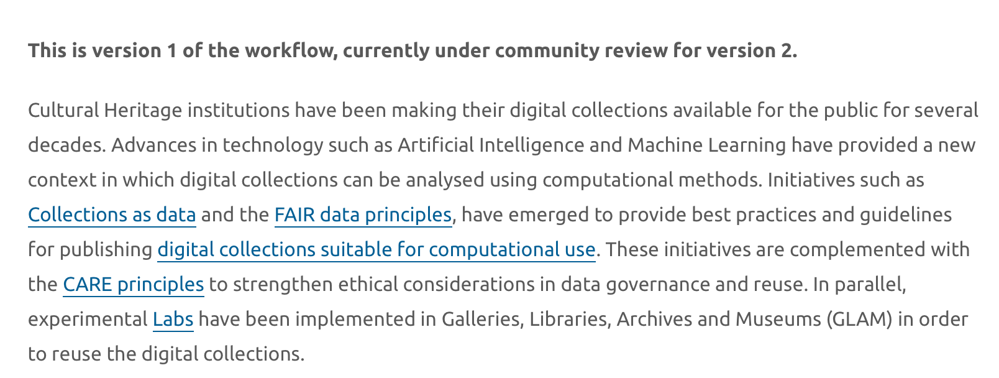 This is version 1 of the workflow, currently under community review for version 2.
Cultural Heritage institutions have been making their digital collections available for the public for several
decades. Advances in technology such as Artificial Intelligence and Machine Learning have provided a new
context in which digital collections can be analysed using computational methods. Initiatives such as
Collections as data and the FAIR data principles, have emerged to provide best practices and guidelines
for publishing digital collections suitable for computational use. These initiatives are complemented with
the CARE principles to strengthen ethical considerations in data governance and reuse. In parallel,
experimental Labs have been implemented in Galleries, Libraries, Archives and Museums (GLAM) in order
to reuse the digital collections.